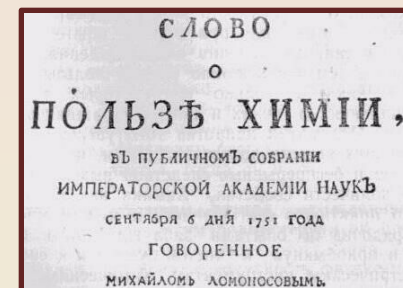 СЛОВО
О
ПОЛЬЗѢ ХИМІИ,
ВЪ ПУБЛИЧНОМЪ СОБРАНІИ
ИМПЕРАТОРСКОЙ АКАДЕМІИ НАУКЪ
СЕНТЯБРЯ 6 ДНЯ 1751 ГОДА
ГОВОРЕННОЕ
МИХАЙЛОМЪ ЛОМОНОСОВЫМЪ.